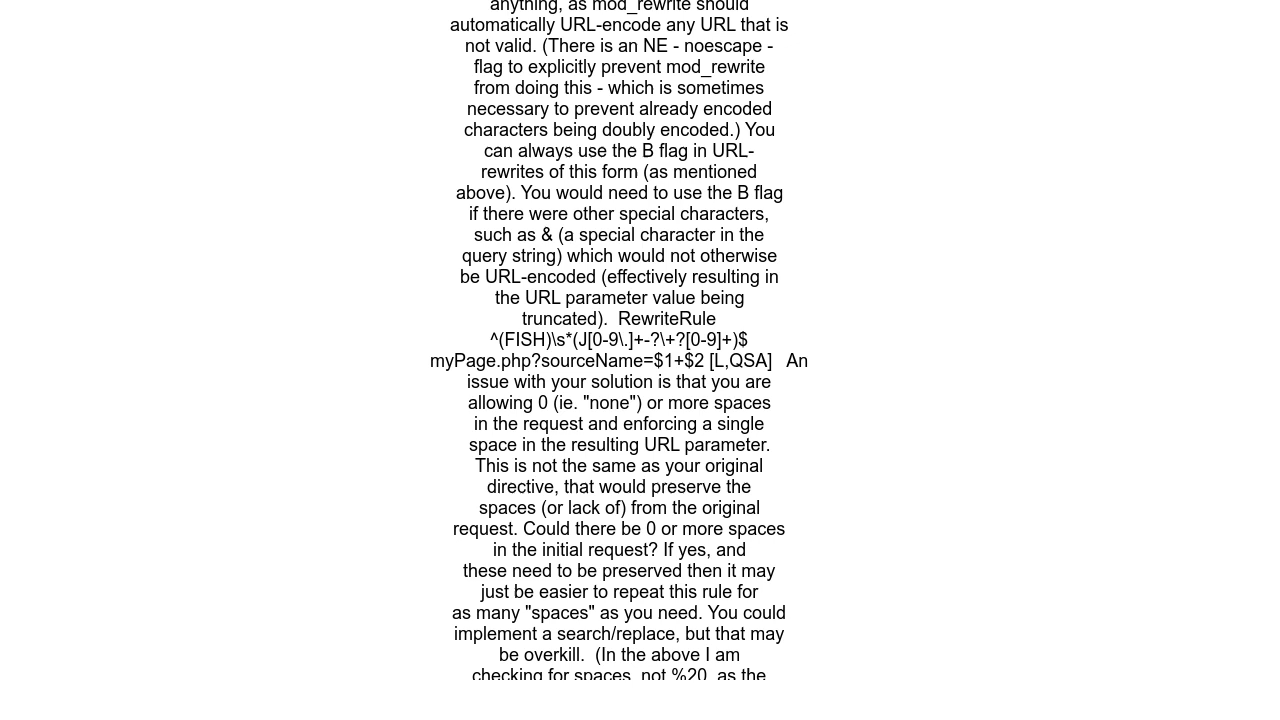 anything, as mod_rewrite should
automatically URL-encode any URL that is
not valid. (There is an NE - noescape -
flag to explicitly prevent mod_rewrite
from doing this - which is sometimes
necessary to prevent already encoded
characters being doubly encoded.) You
can always use the B flag in URL-
rewrites of this form (as mentioned
above). You would need to use the B flag
if there were other special characters,
such as & (a special character in the
query string) which would not otherwise
be URL-encoded (effectively resulting in
the URL parameter value being
truncated).  RewriteRule
^(FISH)\s*(J[0-9\.]+-?\+?[0-9]+)$
myPage.php?sourceName=$1+$2 [L,QSA]   An
issue with your solution is that you are
allowing 0 (ie. "none") or more spaces
in the request and enforcing a single
space in the resulting URL parameter.
This is not the same as your original
directive, that would preserve the
spaces (or lack of) from the original
request. Could there be 0 or more spaces
in the initial request? If yes, and
these need to be preserved then it may
just be easier to repeat this rule for
as many "spaces" as you need. You could
implement a search/replace, but that may
be overkill.  (In the above I am
checking for spaces, not %20, as the